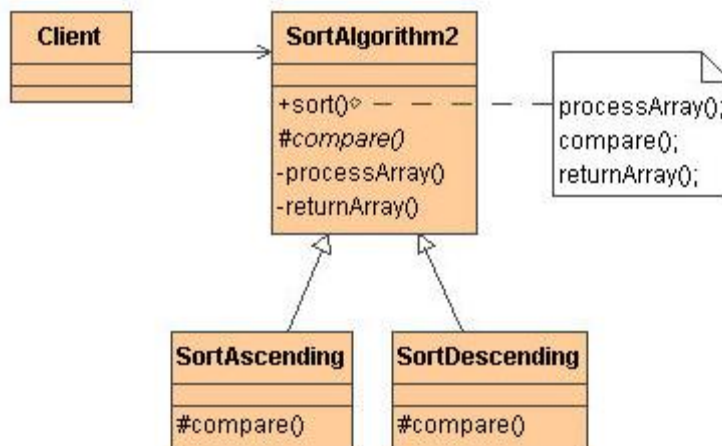 Client
SortAlgorithm2
+sort()
#compare()
-processArray()
-returnArray()
processArray();
compare();
returnArray();
SortAscending
#compare()
SortDescending
#compare()